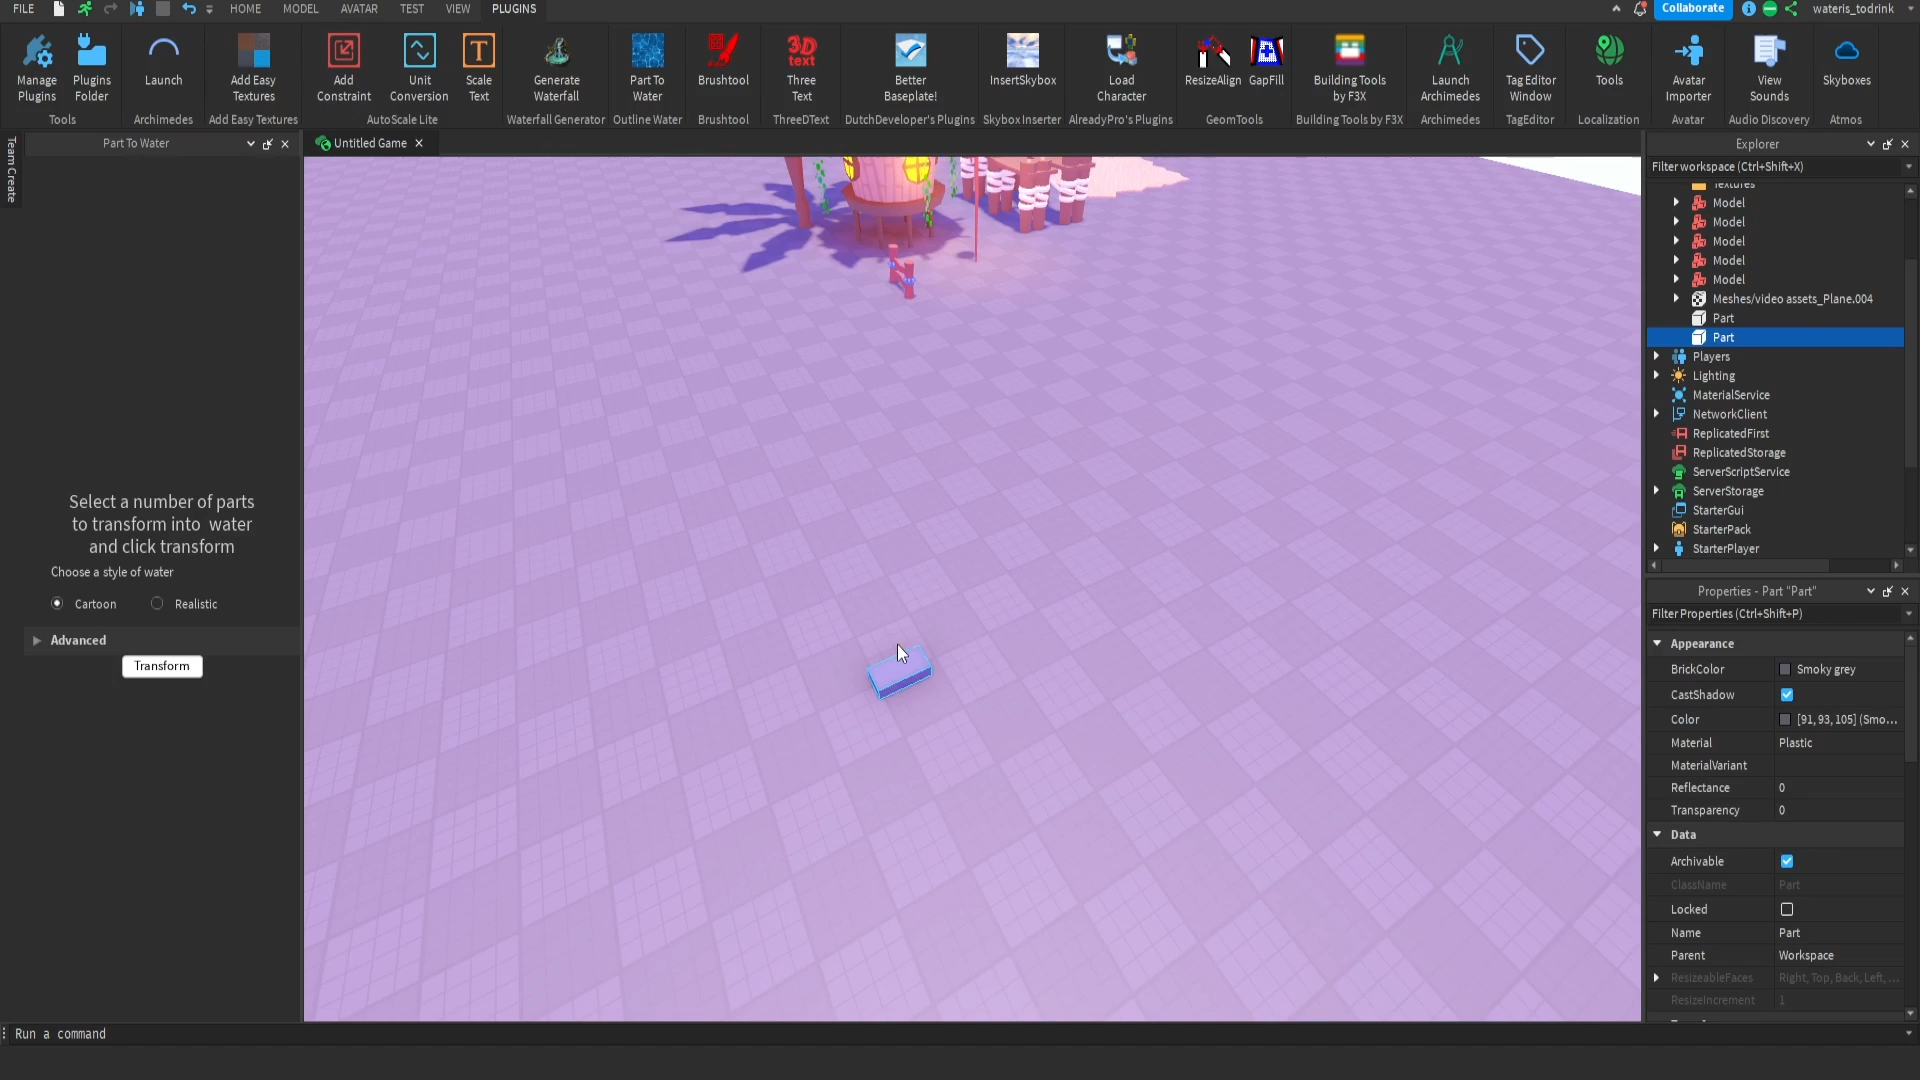 FILE HOME MODEL AVATAR TEST VIEW PLUGINS Collaborate wateris_todrink
Manage Plugins
Plugins Folder
Launch
Add Easy Textures
Add Constraint
Unit Conversion
Scale Text
Generate Waterfall
Part To Water
Brushtool
3D text
Three Text
Better Baseplate!
InsertSkybox
Load Character
ResizeAlign
GapFill
Building Tools by F3X
Launch Archimedes
Tag Editor Window
Tools
Avatar Importer
View Sounds
Skyboxes
Tools Archimedes Add Easy Textures AutoScale Lite Waterfall Generator Outline Water Brushtool ThreeDText DutchDeveloper's Plugins Skybox Inserter AlreadyPro's Plugins GeomTools Building Tools by F3X Archimedes TagEditor Localization Avatar Audio Discovery Atmos
Team Create
Part To Water
Select a number of parts
to transform into water
and click transform
Choose a style of water
Cartoon Realistic
Advanced
Transform
Untitled Game
Explorer
Filter workspace (Ctrl+Shift+X)
Textures
Model
Model
Model
Model
Model
Meshes/video assets_Plane.004
Part
Part
Players
Lighting
MaterialService
NetworkClient
ReplicatedFirst
ReplicatedStorage
ServerScriptService
ServerStorage
StarterGui
StarterPack
StarterPlayer
Properties - Part "Part"
Filter Properties (Ctrl+Shift+P)
Appearance
BrickColor Smoky grey
CastShadow
Color [91, 93, 105] (Smo...
Material Plastic
MaterialVariant
Reflectance 0
Transparency 0
Data
Archivable
ClassName Part
Locked
Name Part
Parent Workspace
ResizeableFaces Right, Top, Back, Left, ...
ResizeIncrement 1
Run a command